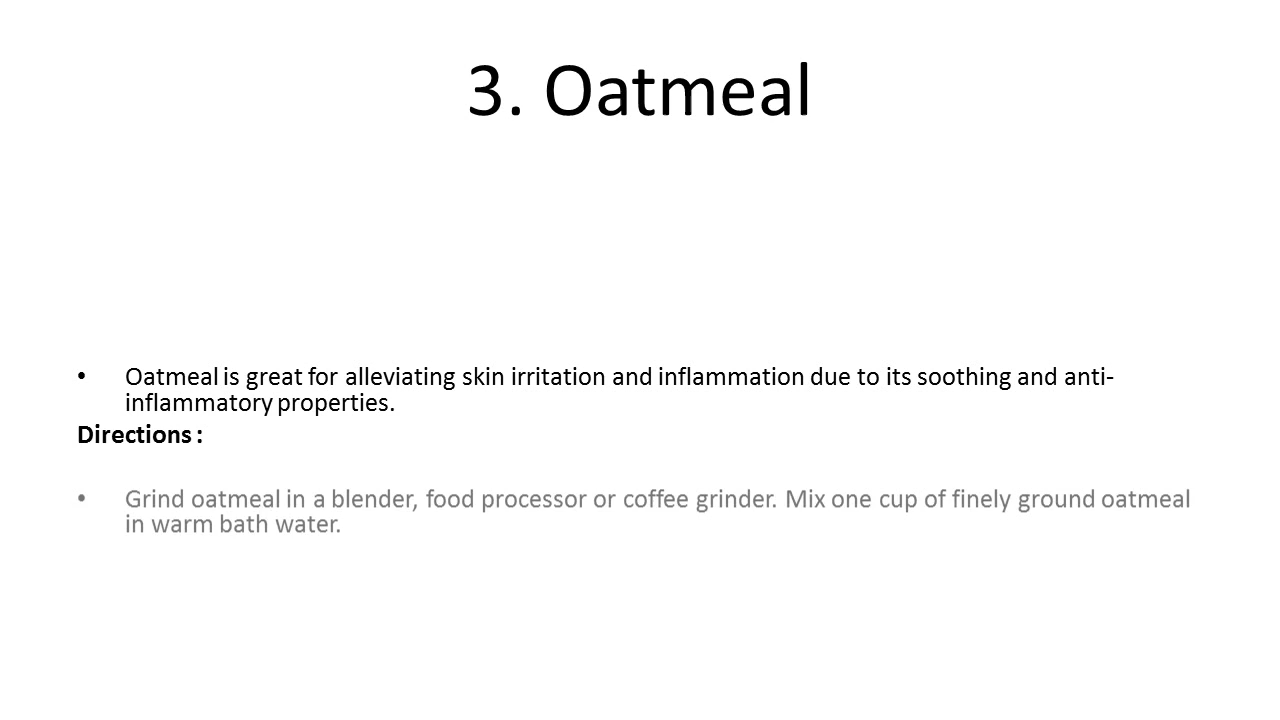 3. Oatmeal
• Oatmeal is great for alleviating skin irritation and inflammation due to its soothing and anti-
inflammatory properties.
Directions :
• Grind oatmeal in a blender, food processor or coffee grinder. Mix one cup of finely ground oatmeal
in warm bath water.